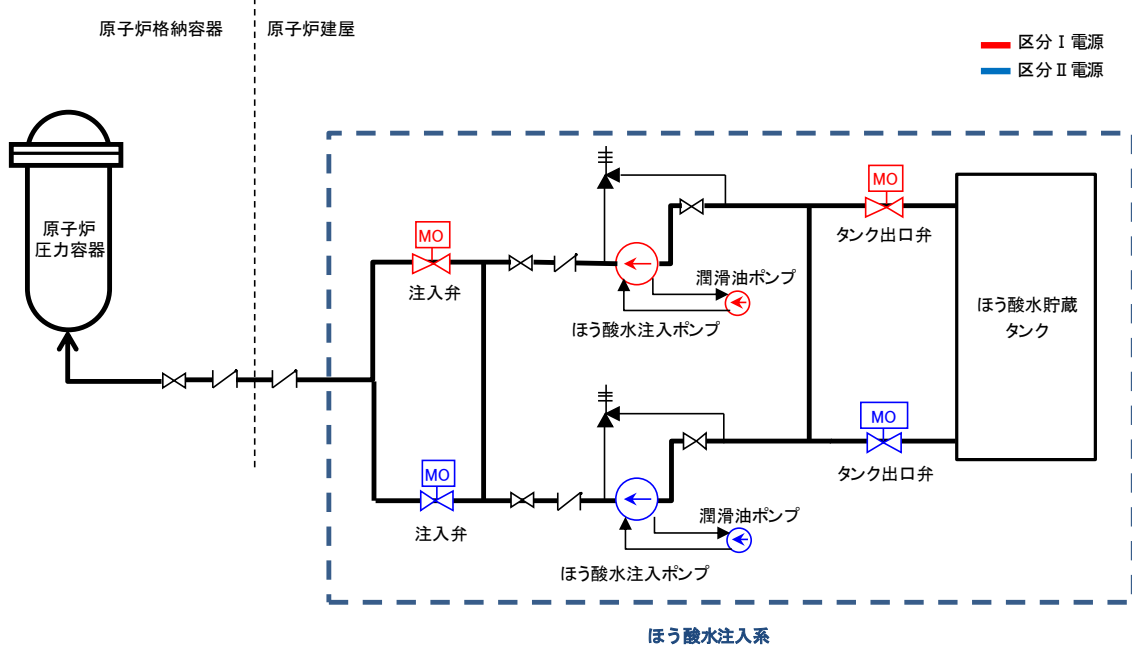 原子炉格納容器
原子炉建屋
区分Ⅰ電源
区分Ⅱ電源
原子炉
圧力容器
MO
注入弁
潤滑油ポンプ
ほう酸水注入ポンプ
MO
タンク出口弁
ほう酸水貯蔵
タンク
MO
注入弁
潤滑油ポンプ
ほう酸水注入ポンプ
MO
タンク出口弁
ほう酸水注入系